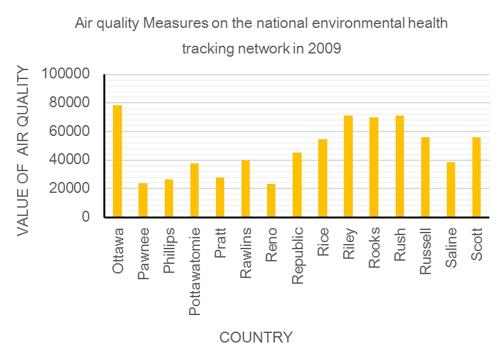 Air quality Measures on the national environmental health
tracking network in 2009
VALUE OF AIR QUALITY
100000
80000
60000
40000
20000
0
Ottawa
Pawnee
Phillips
Pottawatomie
Pratt
Rawlins
Reno
Republic
Rice
Riley
Rooks
Rush
Russell
Saline
Scott
COUNTRY